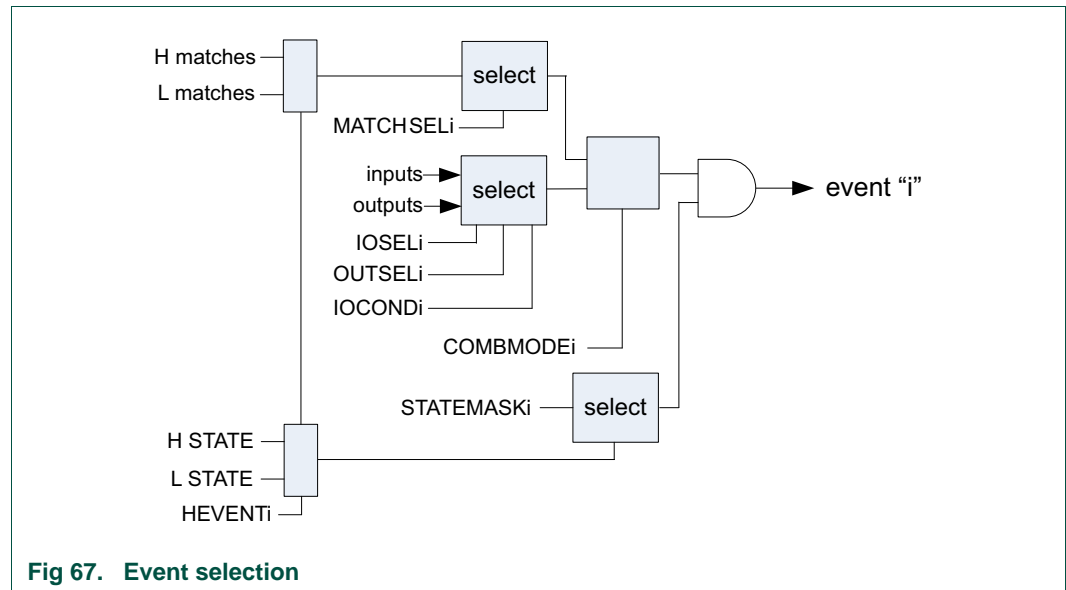 H matches
L matches
select
MATCHSELi
inputs
outputs
select
IOSELi
OUTSELi
IOCONDi
COMBMODEi
event “i”
STATEMASKi
select
H STATE
L STATE
HEVENTi
Fig 67. Event selection